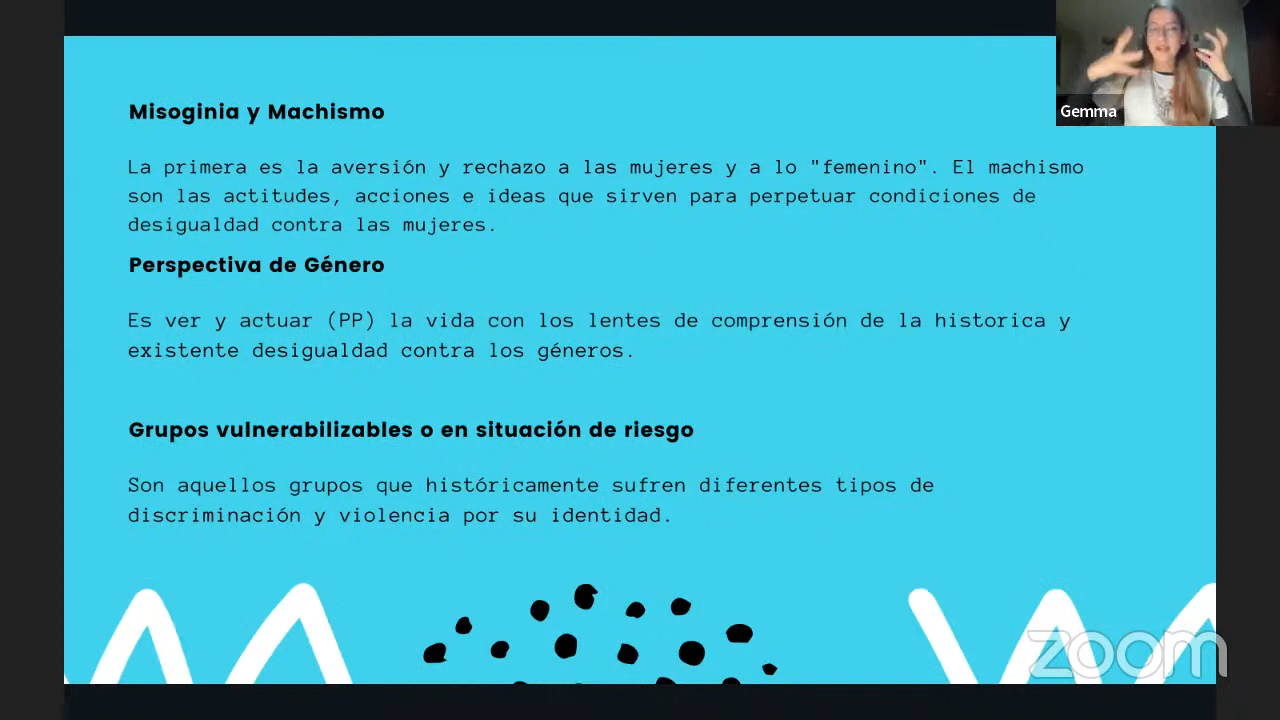 Misoginia y Machismo
La primera es la aversión y rechazo a las mujeres y a lo "femenino". El machismo
son las actitudes, acciones e ideas que sirven para perpetuar condiciones de
desigualdad contra las mujeres.
Perspectiva de Género
Es ver y actuar (PP) la vida con los lentes de comprensión de la historica y
existente desigualdad contra los géneros.
Grupos vulnerabilizables o en situación de riesgo
Son aquellos grupos que históricamente sufren diferentes tipos de
discriminación y violencia por su identidad.
Gemma
zoom